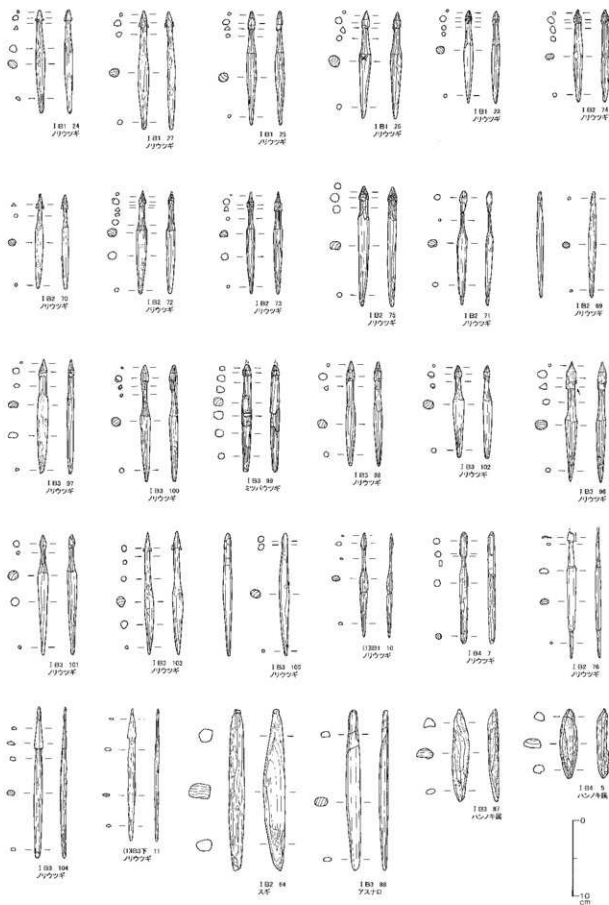 I B1 24
ノリウツギ
I B1 27
ノリウツギ
I B1 25
ノリウツギ
I B1 26
ノリウツギ
I B1 23
ノリウツギ
I B2 74
ノリウツギ
I B2 70
ノリウツギ
I B2 72
ノリウツギ
I B2 73
ノリウツギ
I B2 75
ノリウツギ
I B2 71
ノリウツギ
I B2 69
ノリウツギ
I B3 97
ノリウツギ
I B3 100
ノリウツギ
I B3 99
ミツバウツギ
I B3 98
ノリウツギ
I B3 102
ノリウツギ
I B3 96
ノリウツギ
I B3 101
ノリウツギ
I B3 103
ノリウツギ
I B3 105
ノリウツギ
(1)B1 10
ノリウツギ
I B4 7
ノリウツギ
I B2 76
ノリウツギ
I B3 104
ノリウツギ
(1)B3下 11
ノリウツギ
I B2 64
スギ
I B3 88
アスナロ
I B3 87
ハンノキ属
I B4 5
ハンノキ属
0
10
cm